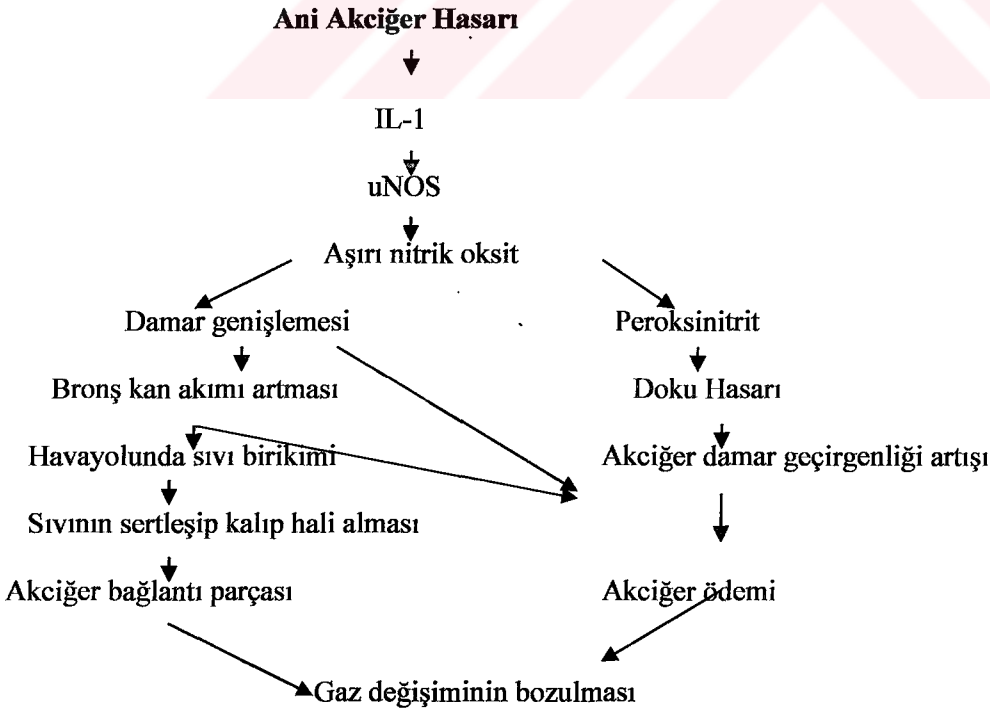 Ani Akciğer Hasarı
IL-1
uNOS
Aşırı nitrik oksit
Damar genişlemesi Peroksinitrit
Bronş kan akımı artması Doku Hasarı
Havayolunda sıvı birikimi Akciğer damar geçirgenliği artışı
Sıvının sertleşip kalıp hali alması
Akciğer bağlantı parçası Akciğer ödemi
Gaz değişiminin bozulması